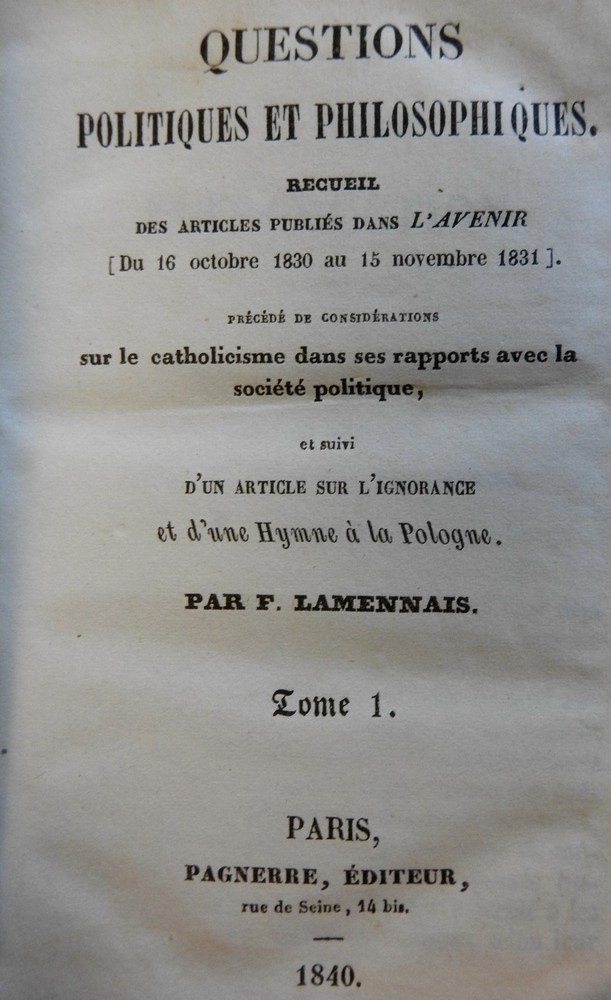 QUESTIONS
POLITIQUES ET PHILOSOPHIQUES.
RECUEIL
DES ARTICLES PUBLIÉS DANS L'AVENIR
[Du 16 octobre 1830 au 15 novembre 1831].
PRÉCÉDÉ DE CONSIDÉRATIONS
sur le catholicisme dans ses rapports avec la
société politique,
et suivi
D'UN ARTICLE SUR L'IGNORANCE
et d'une Hymne à la Pologne.
PAR F. LAMENNAIS.
Tome 1.
PARIS,
PAGNERRE, ÉDITEUR,
rue de Seine, 14 bis.
1840.